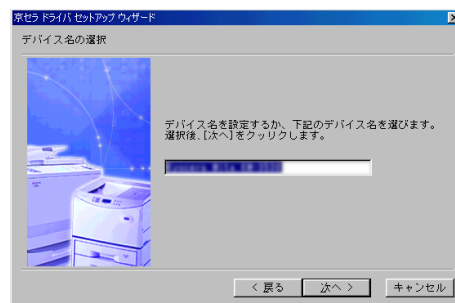 京セラ ドライバ セットアップ ウィザード
デバイス名の選択
デバイス名を設定するか、下記のデバイス名を選びます。
選択後、[次へ]をクリックします。
< 戻る
次へ >
キャンセル